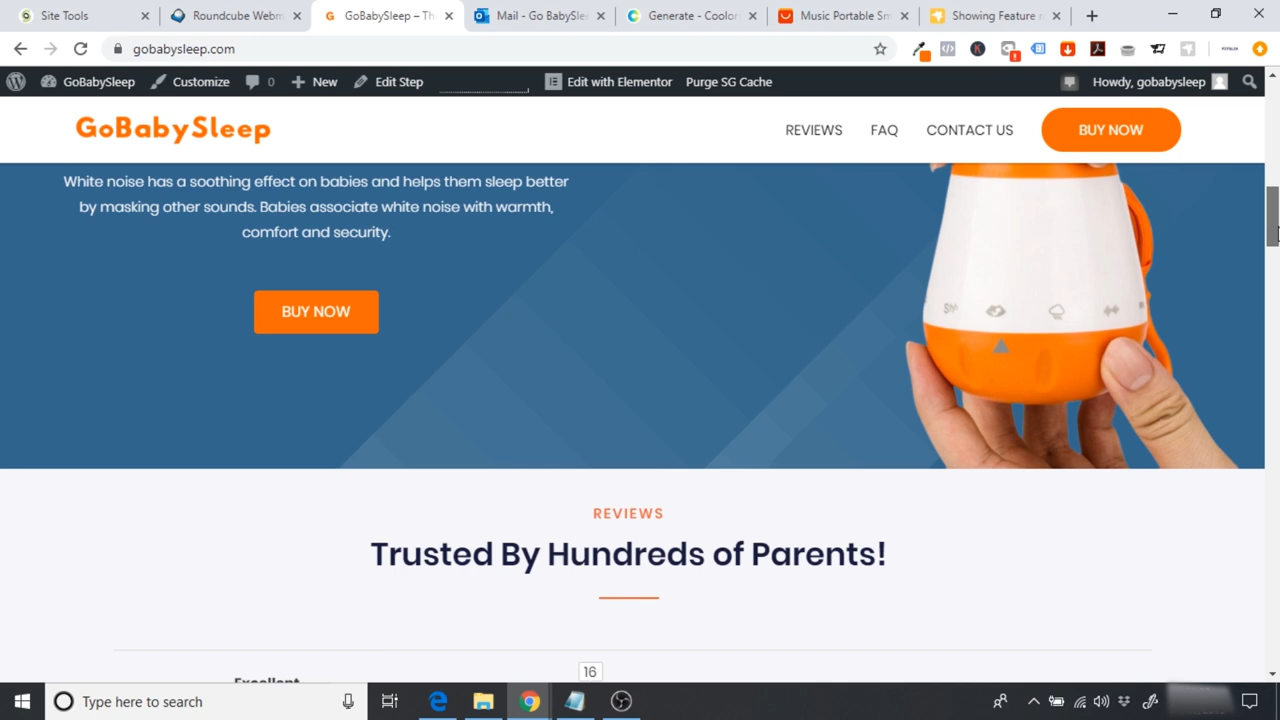 Site Tools
Roundcube Webm
GoBabySleep – Th
Mail - Go BabySle
Generate - Coolor
Music Portable Sm
Showing Feature r
gobabysleep.com
GoBabySleep
Customize
0
New
Edit Step
Edit with Elementor
Purge SG Cache
Howdy, gobabysleep
GoBabySleep
REVIEWS
FAQ
CONTACT US
BUY NOW
White noise has a soothing effect on babies and helps them sleep better
by masking other sounds. Babies associate white noise with warmth,
comfort and security.
BUY NOW
REVIEWS
Trusted By Hundreds of Parents!
Excellent
16
Type here to search